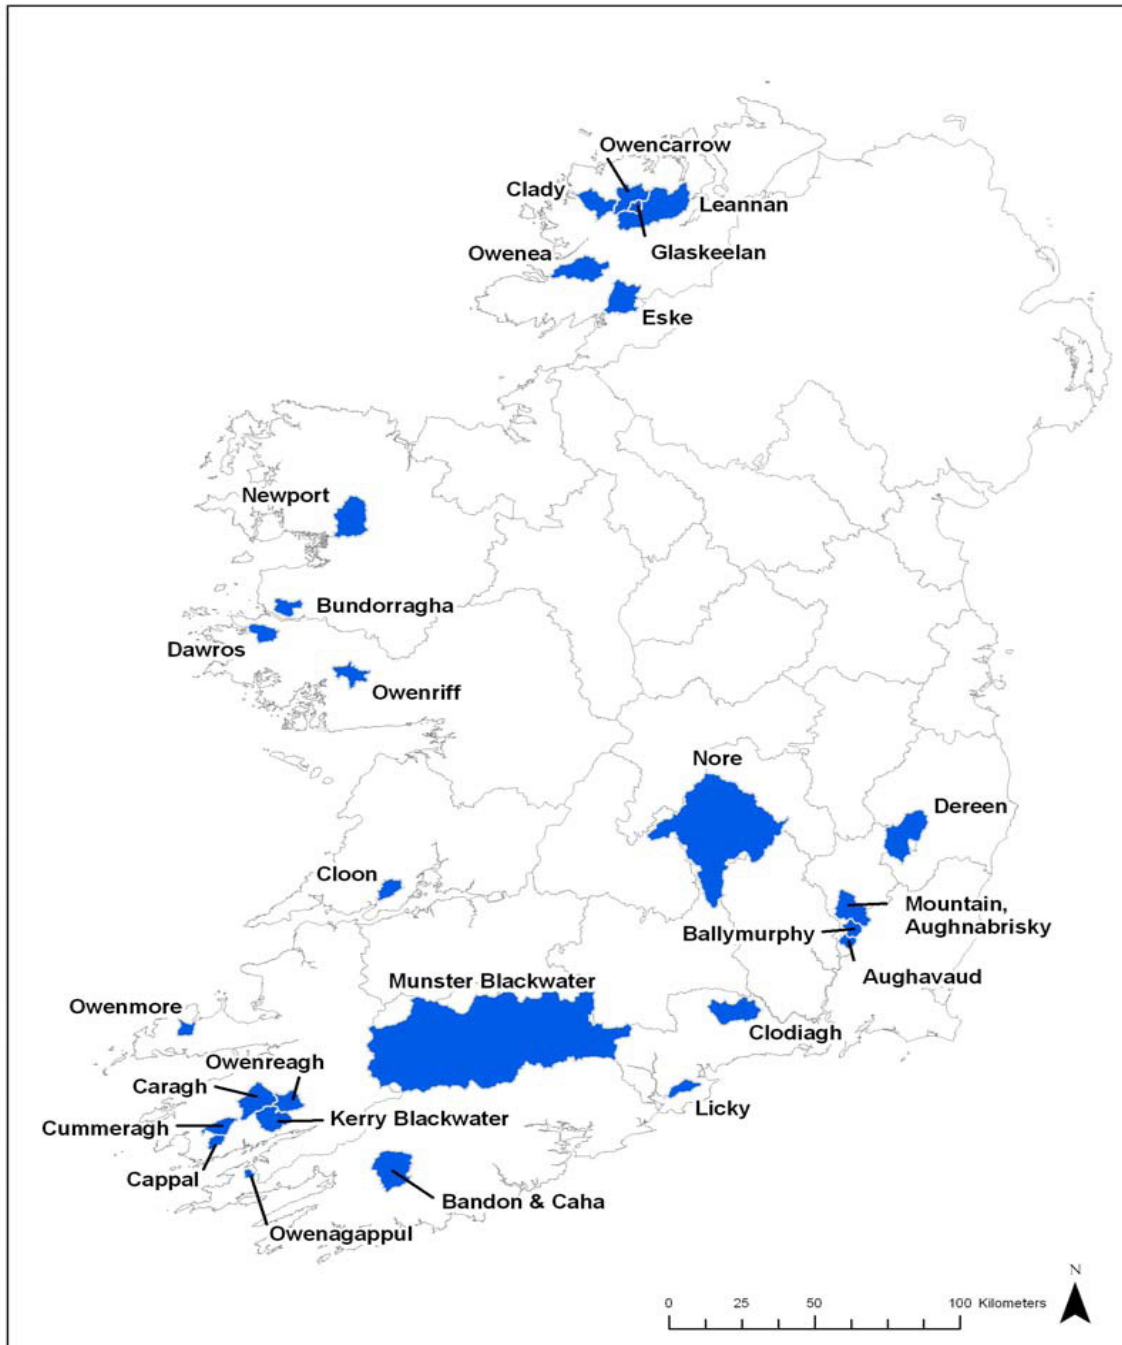 Owencarrow
Clady
Leannan
Owenea
Glaskeelan
Eske
Newport
Bundorragha
Dawros
Owenriff
Nore
Dereen
Cloon
Mountain,
Aughnabrisky
Ballymurphy
Aughavaud
Munster Blackwater
Owenmore
Clodiagh
Owenreagh
Caragh
Licky
Kerry Blackwater
Cummeragh
Cappal
Bandon & Caha
Owenagappul
N
0 25 50 100 Kilometers